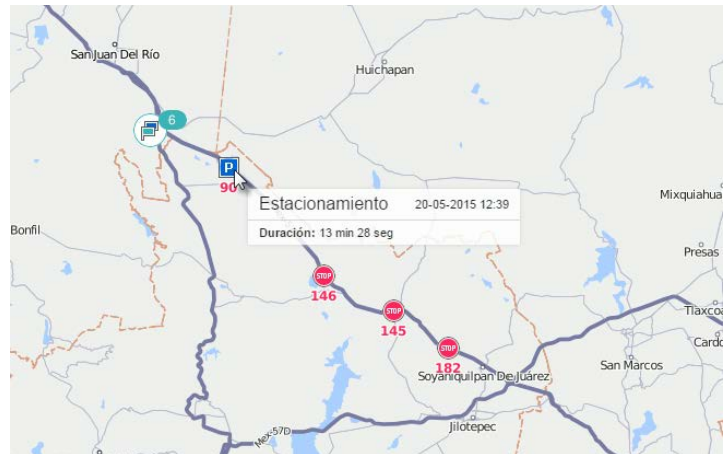 San Juan Del Río
Huichapan
6
P
90
Estacionamiento 20-05-2015 12:39
Duración: 13 min 28 seg
Mixquiahua
Bonfil
Presas
STOP
146
STOP
145
Tlaxcoa
STOP
182
Cardo
Soyaniquilpan De Juárez
San Marcos
Jilotepec
Mex-57D